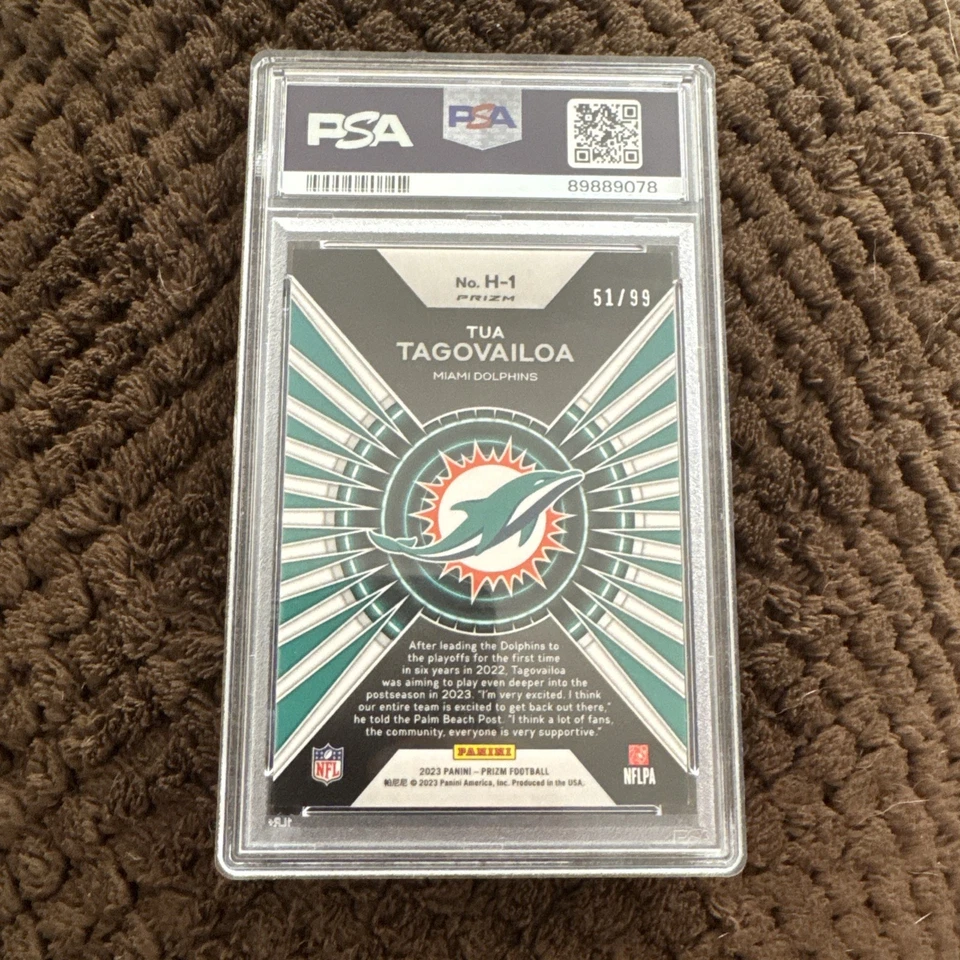 PSA
PSA
89889078
No. H-1
PRIZM
51/99
TUA
TAGOVAILOA
MIAMI DOLPHINS
After leading the Dolphins to
the playoffs for the first time
in six years in 2022, Tagovailoa
was aiming to play even deeper into the
postseason in 2023. "I'm very excited. I think
our entire team is excited to get back out there,"
he told the Palm Beach Post. "I think a lot of fans,
the community, everyone is very supportive."
PANINI
NFL
NFLPA
2023 PANINI – PRIZM FOOTBALL
帕尼尼 © 2023 Panini America, Inc. Produced in the USA.